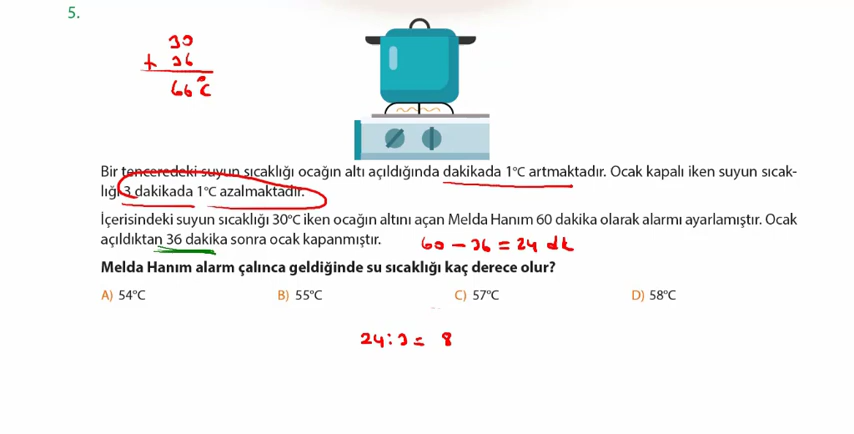 5.
30
+ 36
66°C
Bir tenceredeki suyun sıcaklığı ocağın altı açıldığında dakikada 1°C artmaktadır. Ocak kapalı iken suyun sıcak-
lığı 3 dakikada 1°C azalmaktadır.
İçerisindeki suyun sıcaklığı 30°C iken ocağın altını açan Melda Hanım 60 dakika olarak alarmı ayarlamıştır. Ocak
açıldıktan 36 dakika sonra ocak kapanmıştır.
60 - 36 = 24 dk
Melda Hanım alarm çalınca geldiğinde su sıcaklığı kaç derece olur?
A) 54°C B) 55°C C) 57°C D) 58°C
24 : 3 = 8